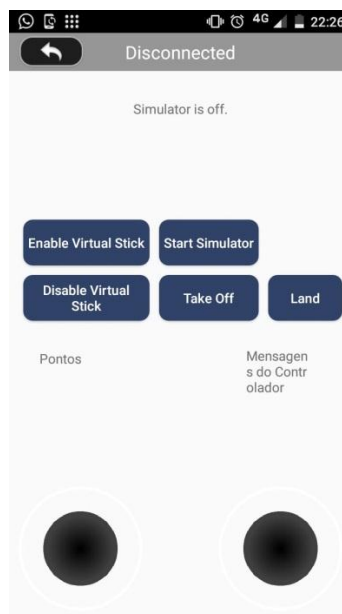 4G 22:26
Disconnected
Simulator is off.
Enable Virtual Stick Start Simulator
Disable Virtual
Stick
Take Off Land
Pontos
Mensagen
s do Contr
olador